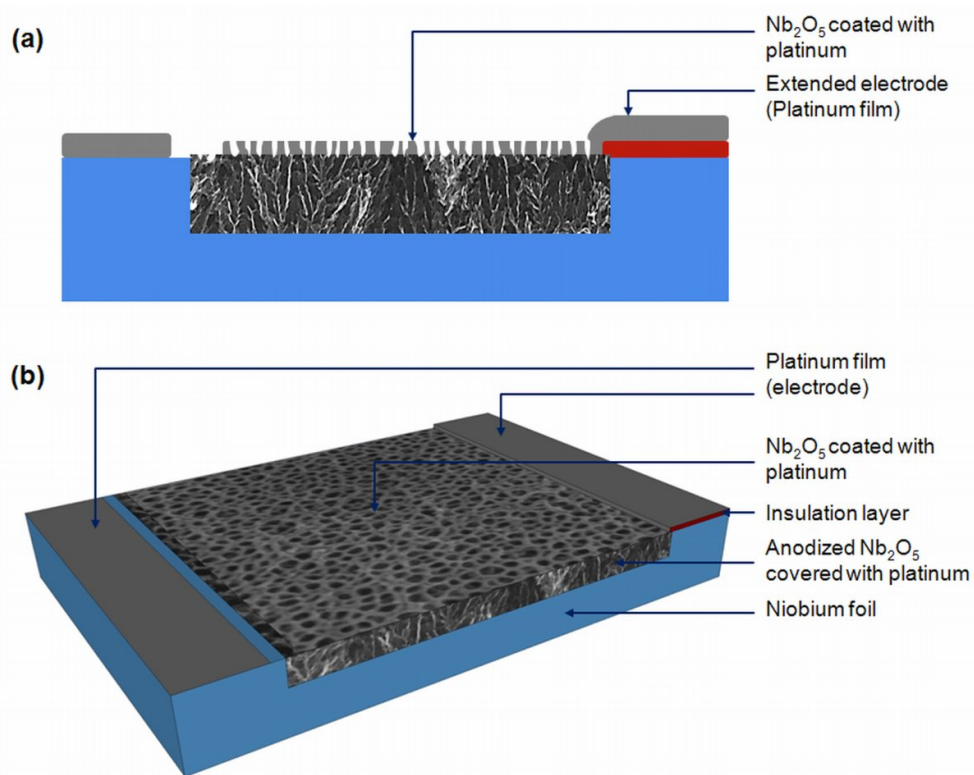 (a)
Nb₂O₅ coated with
platinum
Extended electrode
(Platinum film)
(b)
Platinum film
(electrode)
Nb₂O₅ coated with
platinum
Insulation layer
Anodized Nb₂O₅
covered with platinum
Niobium foil